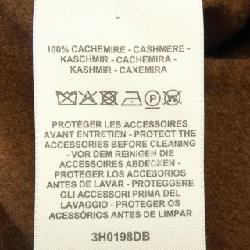 100% CACHEMIRE - CASHMERE -
KASCHMIR - CACHEMIRA -
KASHMIR - CAXEMIRA
PROTÉGER LES ACCESSOIRES
AVANT ENTRETIEN - PROTECT THE
ACCESSORIES BEFORE CLEANING
- VOR DEM REINIGEN DIE
ACCESSOIRES ABDECKEN -
PROTEGER LOS ACCESORIOS
ANTES DE LAVAR - PROTEGGERE
GLI ACCESSORI PRIMA DEL
LAVAGGIO - PROTEGER OS
ACESSÓRIOS ANTES DE LIMPAR
3H0198DB